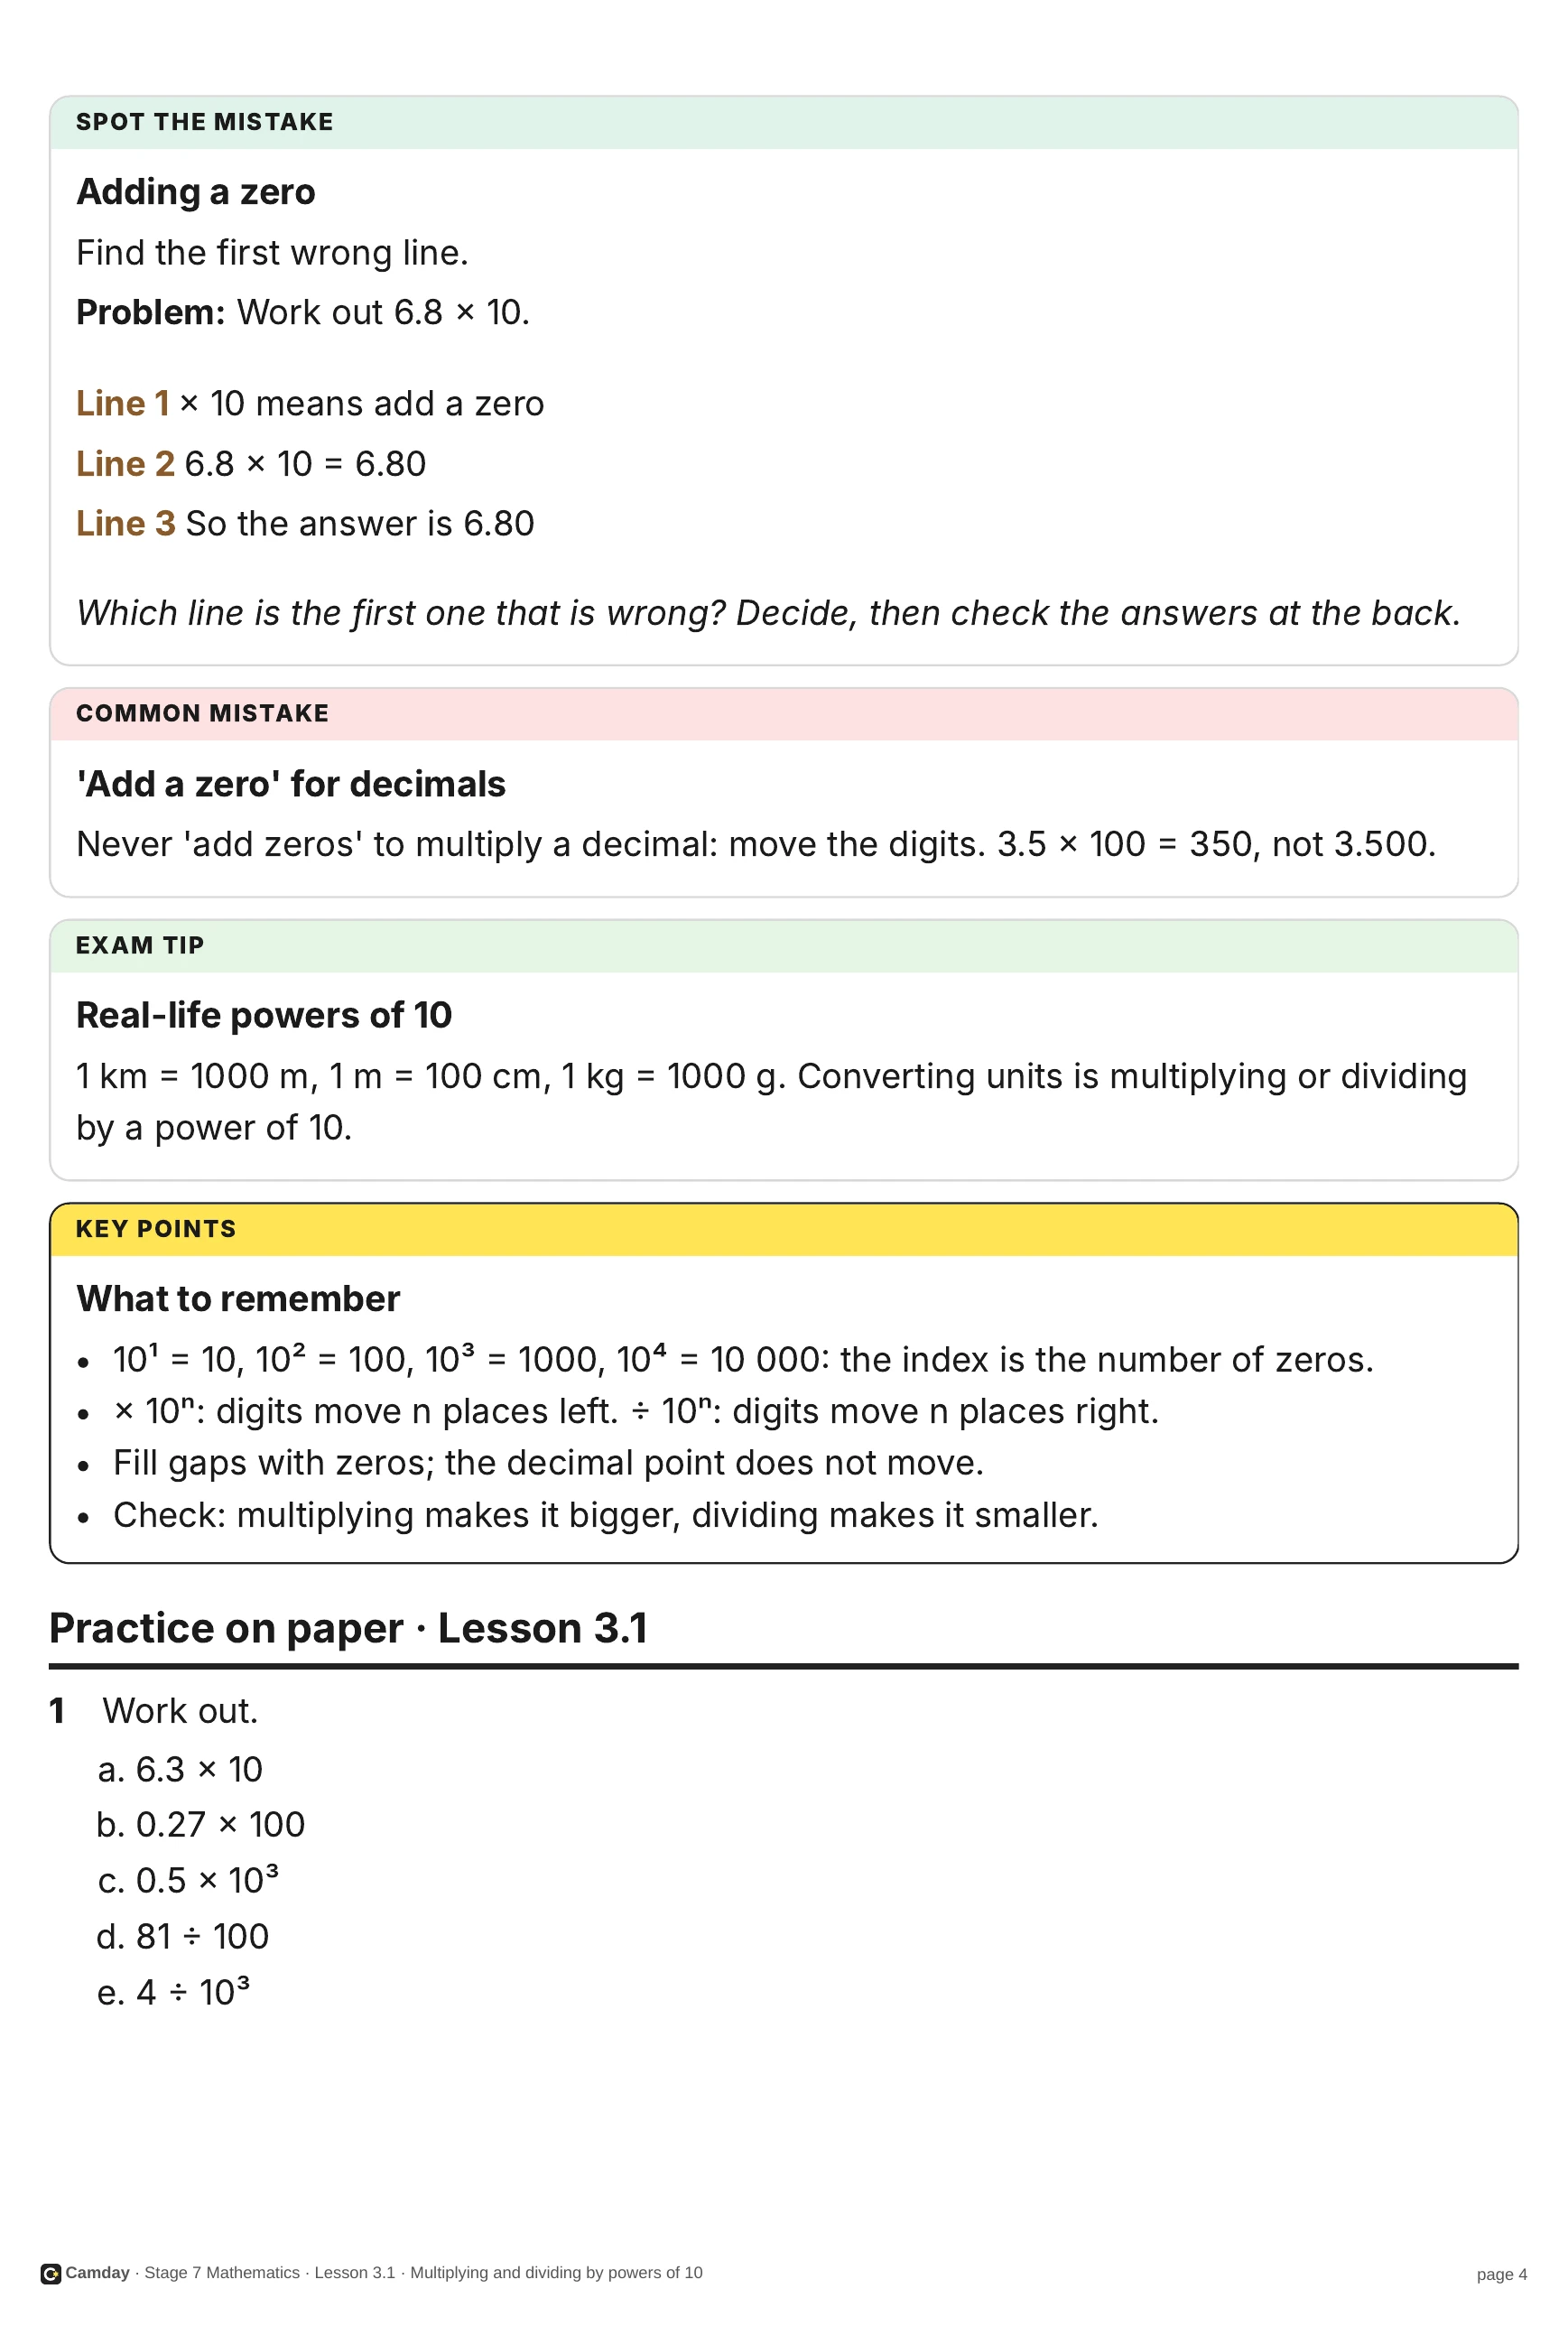 SPOT THE MISTAKE
Adding a zero
Find the first wrong line.
Problem: Work out 6.8 × 10.
Line 1 × 10 means add a zero
Line 2 6.8 × 10 = 6.80
Line 3 So the answer is 6.80
Which line is the first one that is wrong? Decide, then check the answers at the back.
COMMON MISTAKE
'Add a zero' for decimals
Never 'add zeros' to multiply a decimal: move the digits. 3.5 × 100 = 350, not 3.500.
EXAM TIP
Real-life powers of 10
1 km = 1000 m, 1 m = 100 cm, 1 kg = 1000 g. Converting units is multiplying or dividing
by a power of 10.
KEY POINTS
What to remember
• 10¹ = 10, 10² = 100, 10³ = 1000, 10⁴ = 10 000: the index is the number of zeros.
• × 10ⁿ: digits move n places left. ÷ 10ⁿ: digits move n places right.
• Fill gaps with zeros; the decimal point does not move.
• Check: multiplying makes it bigger, dividing makes it smaller.
Practice on paper · Lesson 3.1
1 Work out.
a. 6.3 × 10
b. 0.27 × 100
c. 0.5 × 10³
d. 81 ÷ 100
e. 4 ÷ 10³
Camday · Stage 7 Mathematics · Lesson 3.1 · Multiplying and dividing by powers of 10
page 4